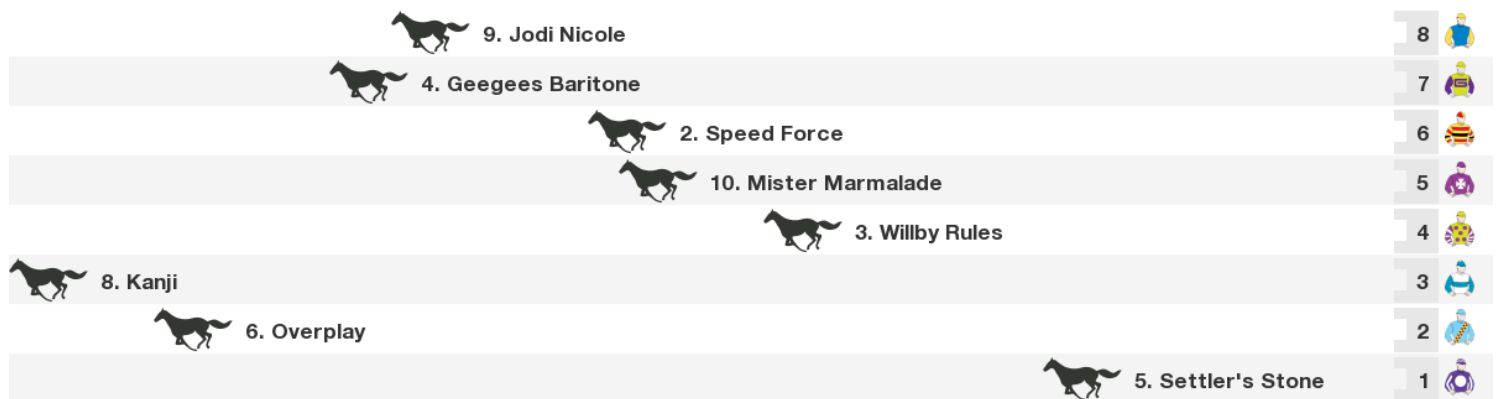 9. Jodi Nicole 8
4. Geegees Baritone 7
2. Speed Force 6
10. Mister Marmalade 5
3. Willby Rules 4
8. Kanji 3
6. Overplay 2
5. Settler's Stone 1